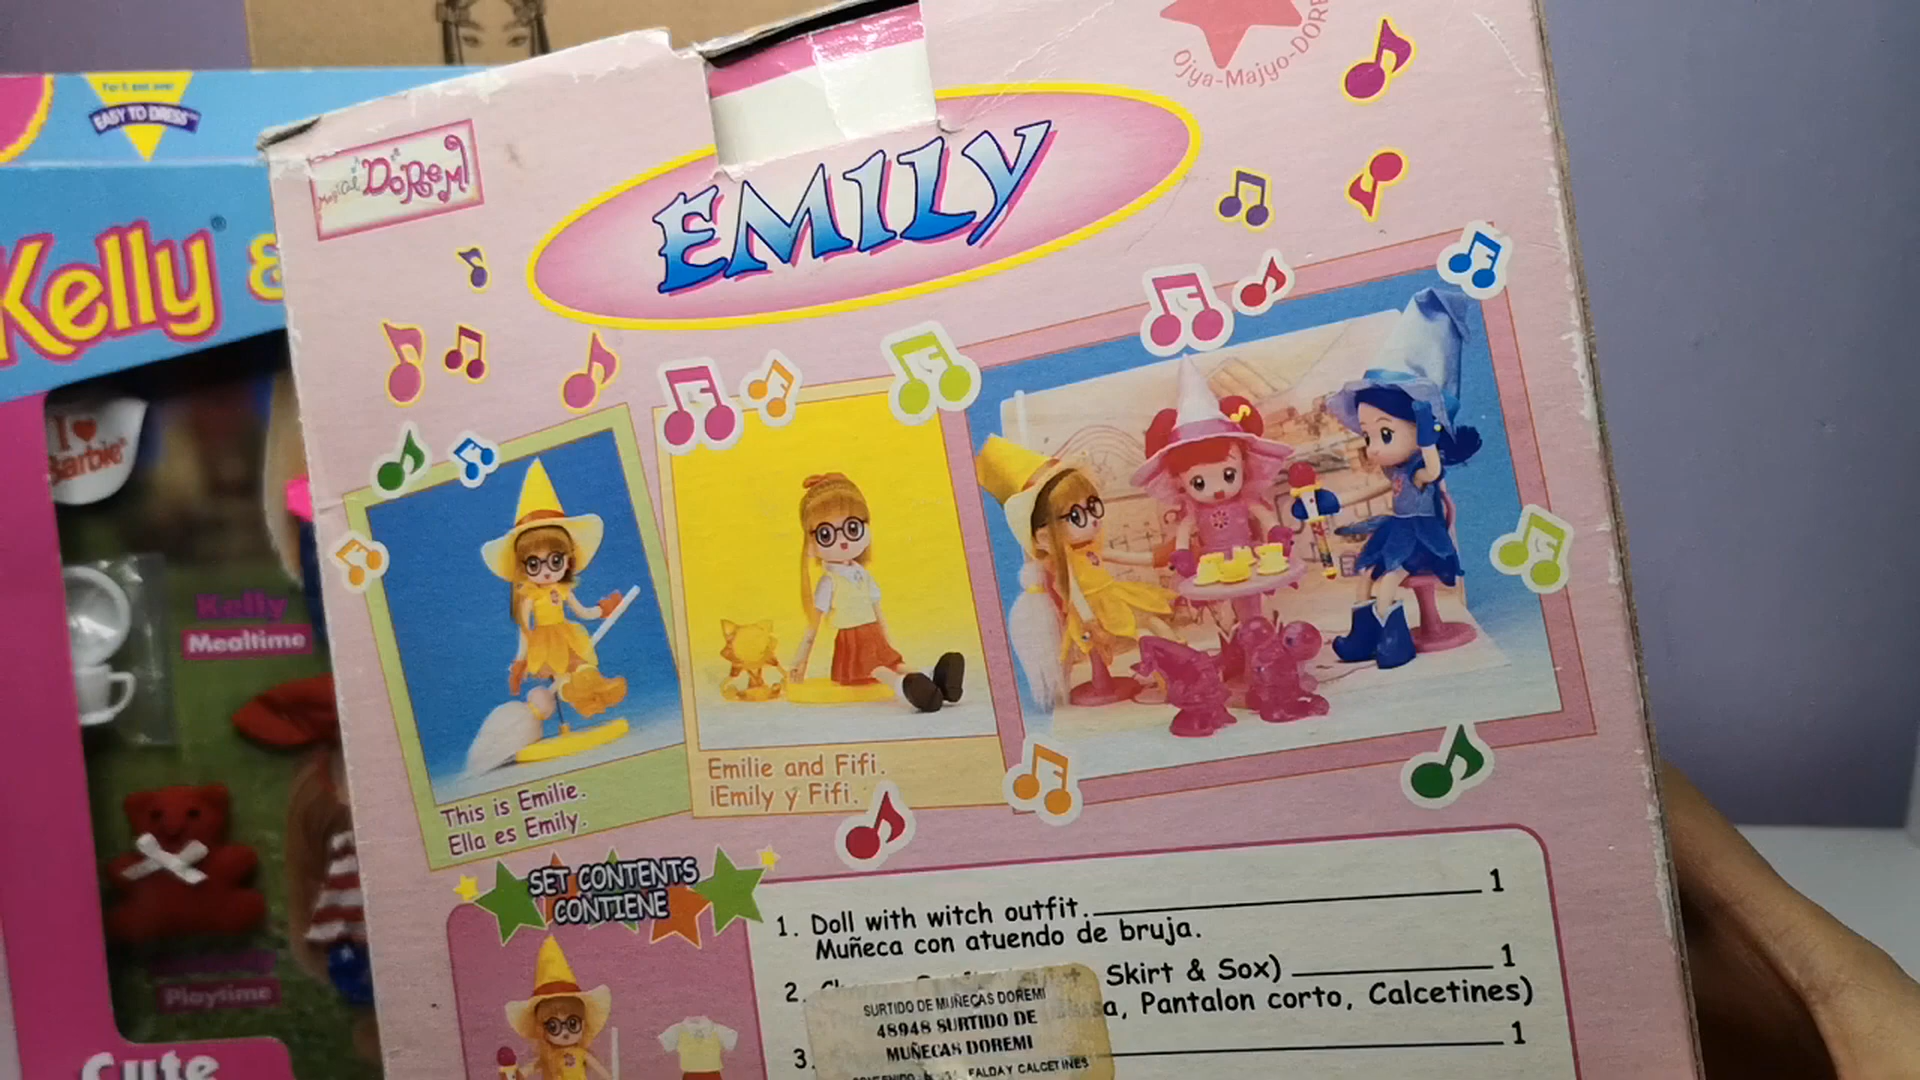 EASY TO DRESS™
Kelly® &
I ♥
Barbie®
Kelly
Mealtime
Playtime
Cute
Magical DoReMi
Ojya-Majyo-DORE
EMILY
This is Emilie.
Ella es Emily.
Emilie and Fifi.
¡Emily y Fifi.
SET CONTENTS
CONTIENE
1. Doll with witch outfit. 1
Muñeca con atuendo de bruja.
2. Skirt & Sox) 1
a, Pantalon corto, Calcetines)
3. 1
SURTIDO DE MUÑECAS DOREMI
48948 SURTIDO DE
MUÑECAS DOREMI
FALDA Y CALCETINES